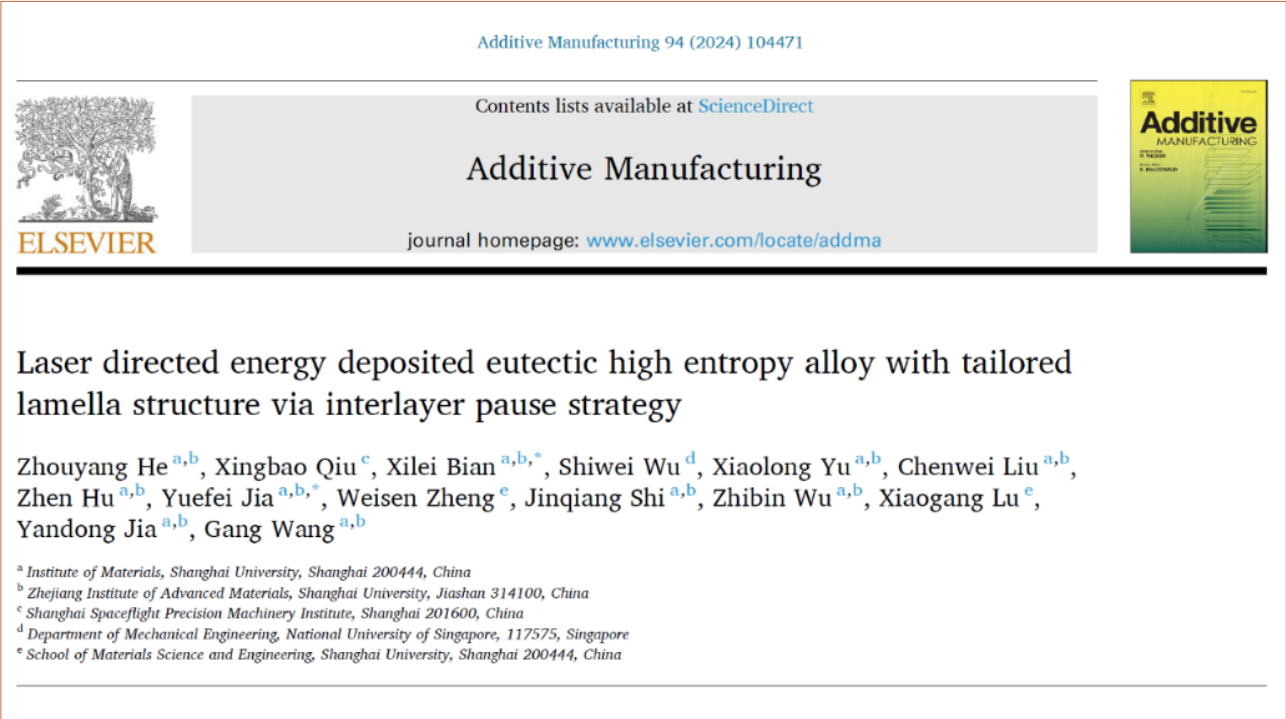 Additive Manufacturing 94 (2024) 104471
Contents lists available at ScienceDirect
Additive Manufacturing
journal homepage: www.elsevier.com/locate/addma
ELSEVIER
Additive
MANUFACTURING
Laser directed energy deposited eutectic high entropy alloy with tailored
lamella structure via interlayer pause strategy
Zhouyang He a,b, Xingbao Qiu c, Xilei Bian a,b,*, Shiwei Wu d, Xiaolong Yu a,b, Chenwei Liu a,b,
Zhen Hu a,b, Yuefei Jia a,b,*, Weisen Zheng e, Jinqiang Shi a,b, Zhibin Wu a,b, Xiaogang Lu e,
Yandong Jia a,b, Gang Wang a,b
a Institute of Materials, Shanghai University, Shanghai 200444, China
b Zhejiang Institute of Advanced Materials, Shanghai University, Jiashan 314100, China
c Shanghai Spaceflight Precision Machinery Institute, Shanghai 201600, China
d Department of Mechanical Engineering, National University of Singapore, 117575, Singapore
e School of Materials Science and Engineering, Shanghai University, Shanghai 200444, China